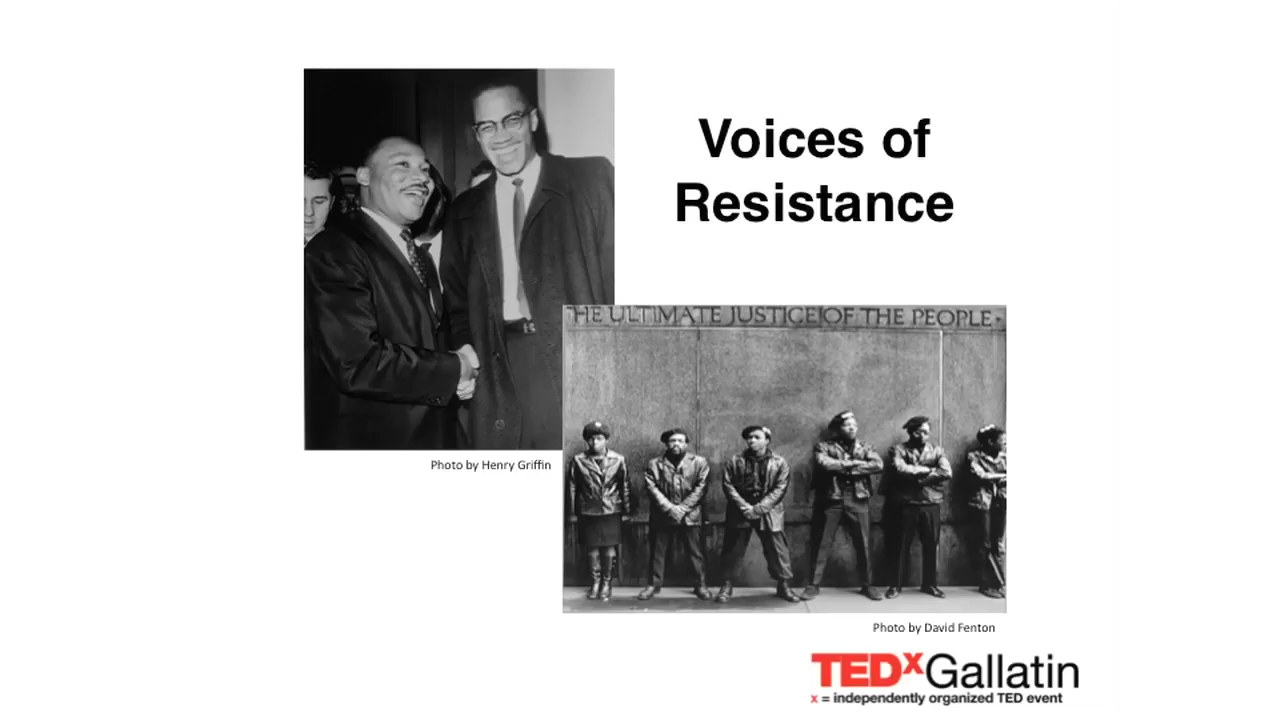 Voices of
Resistance
THE ULTIMATE JUSTICE OF THE PEOPLE
Photo by Henry Griffin
Photo by David Fenton
TEDxGallatin
x = independently organized TED event